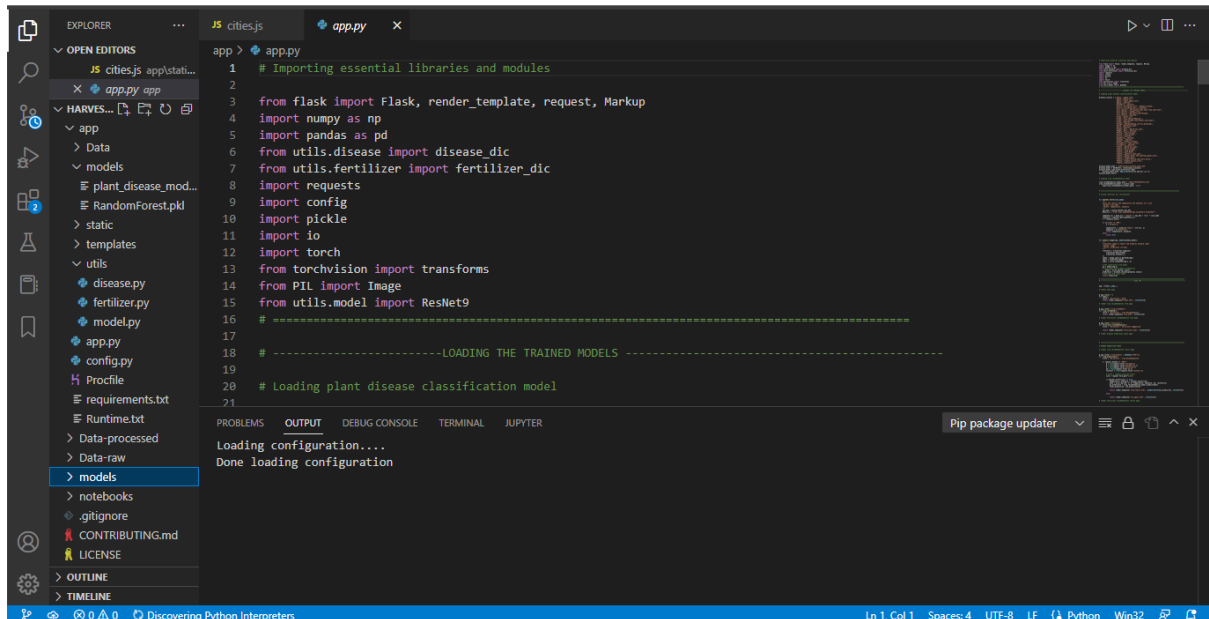 EXPLORER
JS cities.js
app.py
OPEN EDITORS
JS cities.js app\stati...
app.py app
HARVES...
app
Data
models
plant_disease_mod...
RandomForest.pkl
static
templates
utils
disease.py
fertilizer.py
model.py
app.py
config.py
Procfile
requirements.txt
Runtime.txt
Data-processed
Data-raw
models
notebooks
.gitignore
CONTRIBUTING.md
LICENSE
OUTLINE
TIMELINE
2
app > app.py
1 # Importing essential libraries and modules
2
3 from flask import Flask, render_template, request, Markup
4 import numpy as np
5 import pandas as pd
6 from utils.disease import disease_dic
7 from utils.fertilizer import fertilizer_dic
8 import requests
9 import config
10 import pickle
11 import io
12 import torch
13 from torchvision import transforms
14 from PIL import Image
15 from utils.model import ResNet9
16 # ==============================================================================================
17
18 # -------------------------LOADING THE TRAINED MODELS -----------------------------------------------
19
20 # Loading plant disease classification model
21
PROBLEMS OUTPUT DEBUG CONSOLE TERMINAL JUPYTER
Pip package updater
Loading configuration....
Done loading configuration
0 0 Discovering Python Interpreters
Ln 1, Col 1 Spaces: 4 UTF-8 LF Python Win32